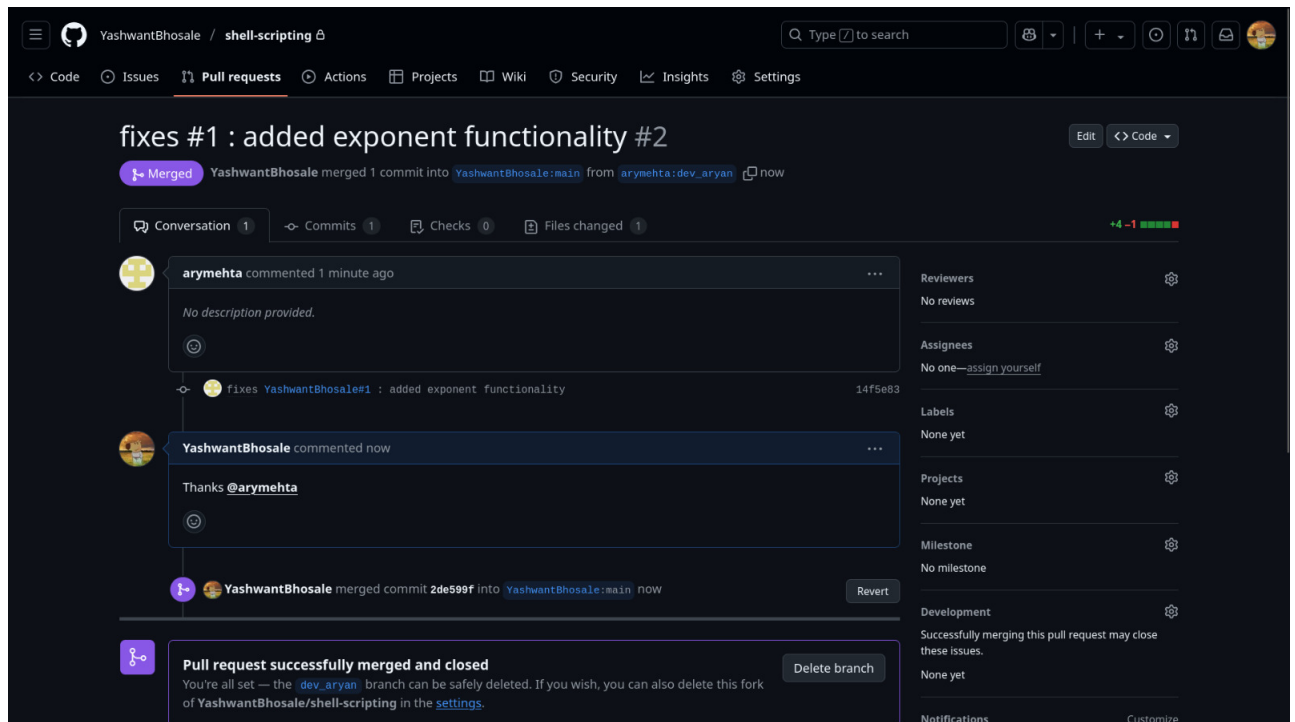 YashwantBhosale / shell-scripting
Type / to search
Code Issues Pull requests Actions Projects Wiki Security Insights Settings
fixes #1 : added exponent functionality #2
Edit <> Code
Merged YashwantBhosale merged 1 commit into YashwantBhosale:main from arymehta:dev_aryan now
Conversation 1 Commits 1 Checks 0 Files changed 1
+4 −1
arymehta commented 1 minute ago
No description provided.
fixes YashwantBhosale#1 : added exponent functionality 14f5e83
YashwantBhosale commented now
Thanks @arymehta
YashwantBhosale merged commit 2de599f into YashwantBhosale:main now
Revert
Pull request successfully merged and closed
You're all set — the dev_aryan branch can be safely deleted. If you wish, you can also delete this fork
of YashwantBhosale/shell-scripting in the settings.
Delete branch
Reviewers
No reviews
Assignees
No one—assign yourself
Labels
None yet
Projects
None yet
Milestone
No milestone
Development
Successfully merging this pull request may close
these issues.
None yet
Notifications Customize